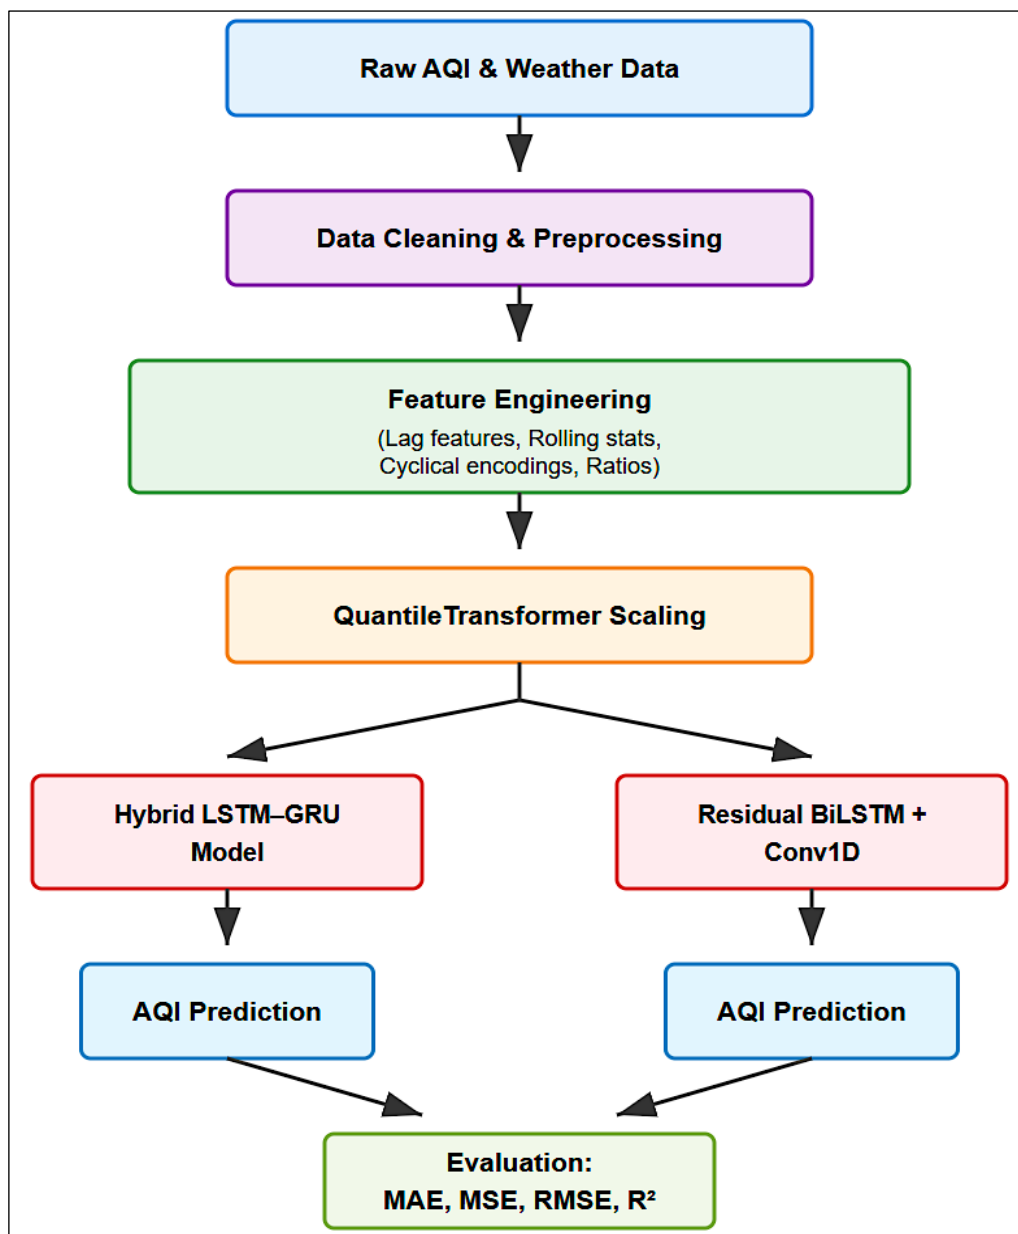 Raw AQI & Weather Data
Data Cleaning & Preprocessing
Feature Engineering
(Lag features, Rolling stats,
Cyclical encodings, Ratios)
QuantileTransformer Scaling
Hybrid LSTM–GRU
Model
Residual BiLSTM +
Conv1D
AQI Prediction
AQI Prediction
Evaluation:
MAE, MSE, RMSE, R²